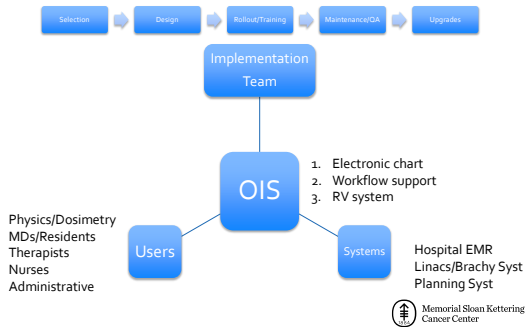 Selection
Design
Rollout/Training
Maintenance/QA
Upgrades
Implementation
Team
OIS
1. Electronic chart
2. Workflow support
3. RV system
Physics/Dosimetry
MDs/Residents
Therapists
Nurses
Administrative
Users
Systems
Hospital EMR
Linacs/Brachy Syst
Planning Syst
Memorial Sloan Kettering
Cancer Center